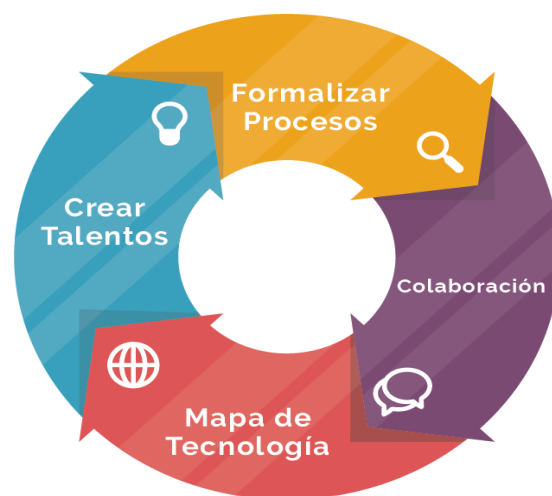 Formalizar
Procesos
Crear
Talentos
Colaboración
Mapa de
Tecnología